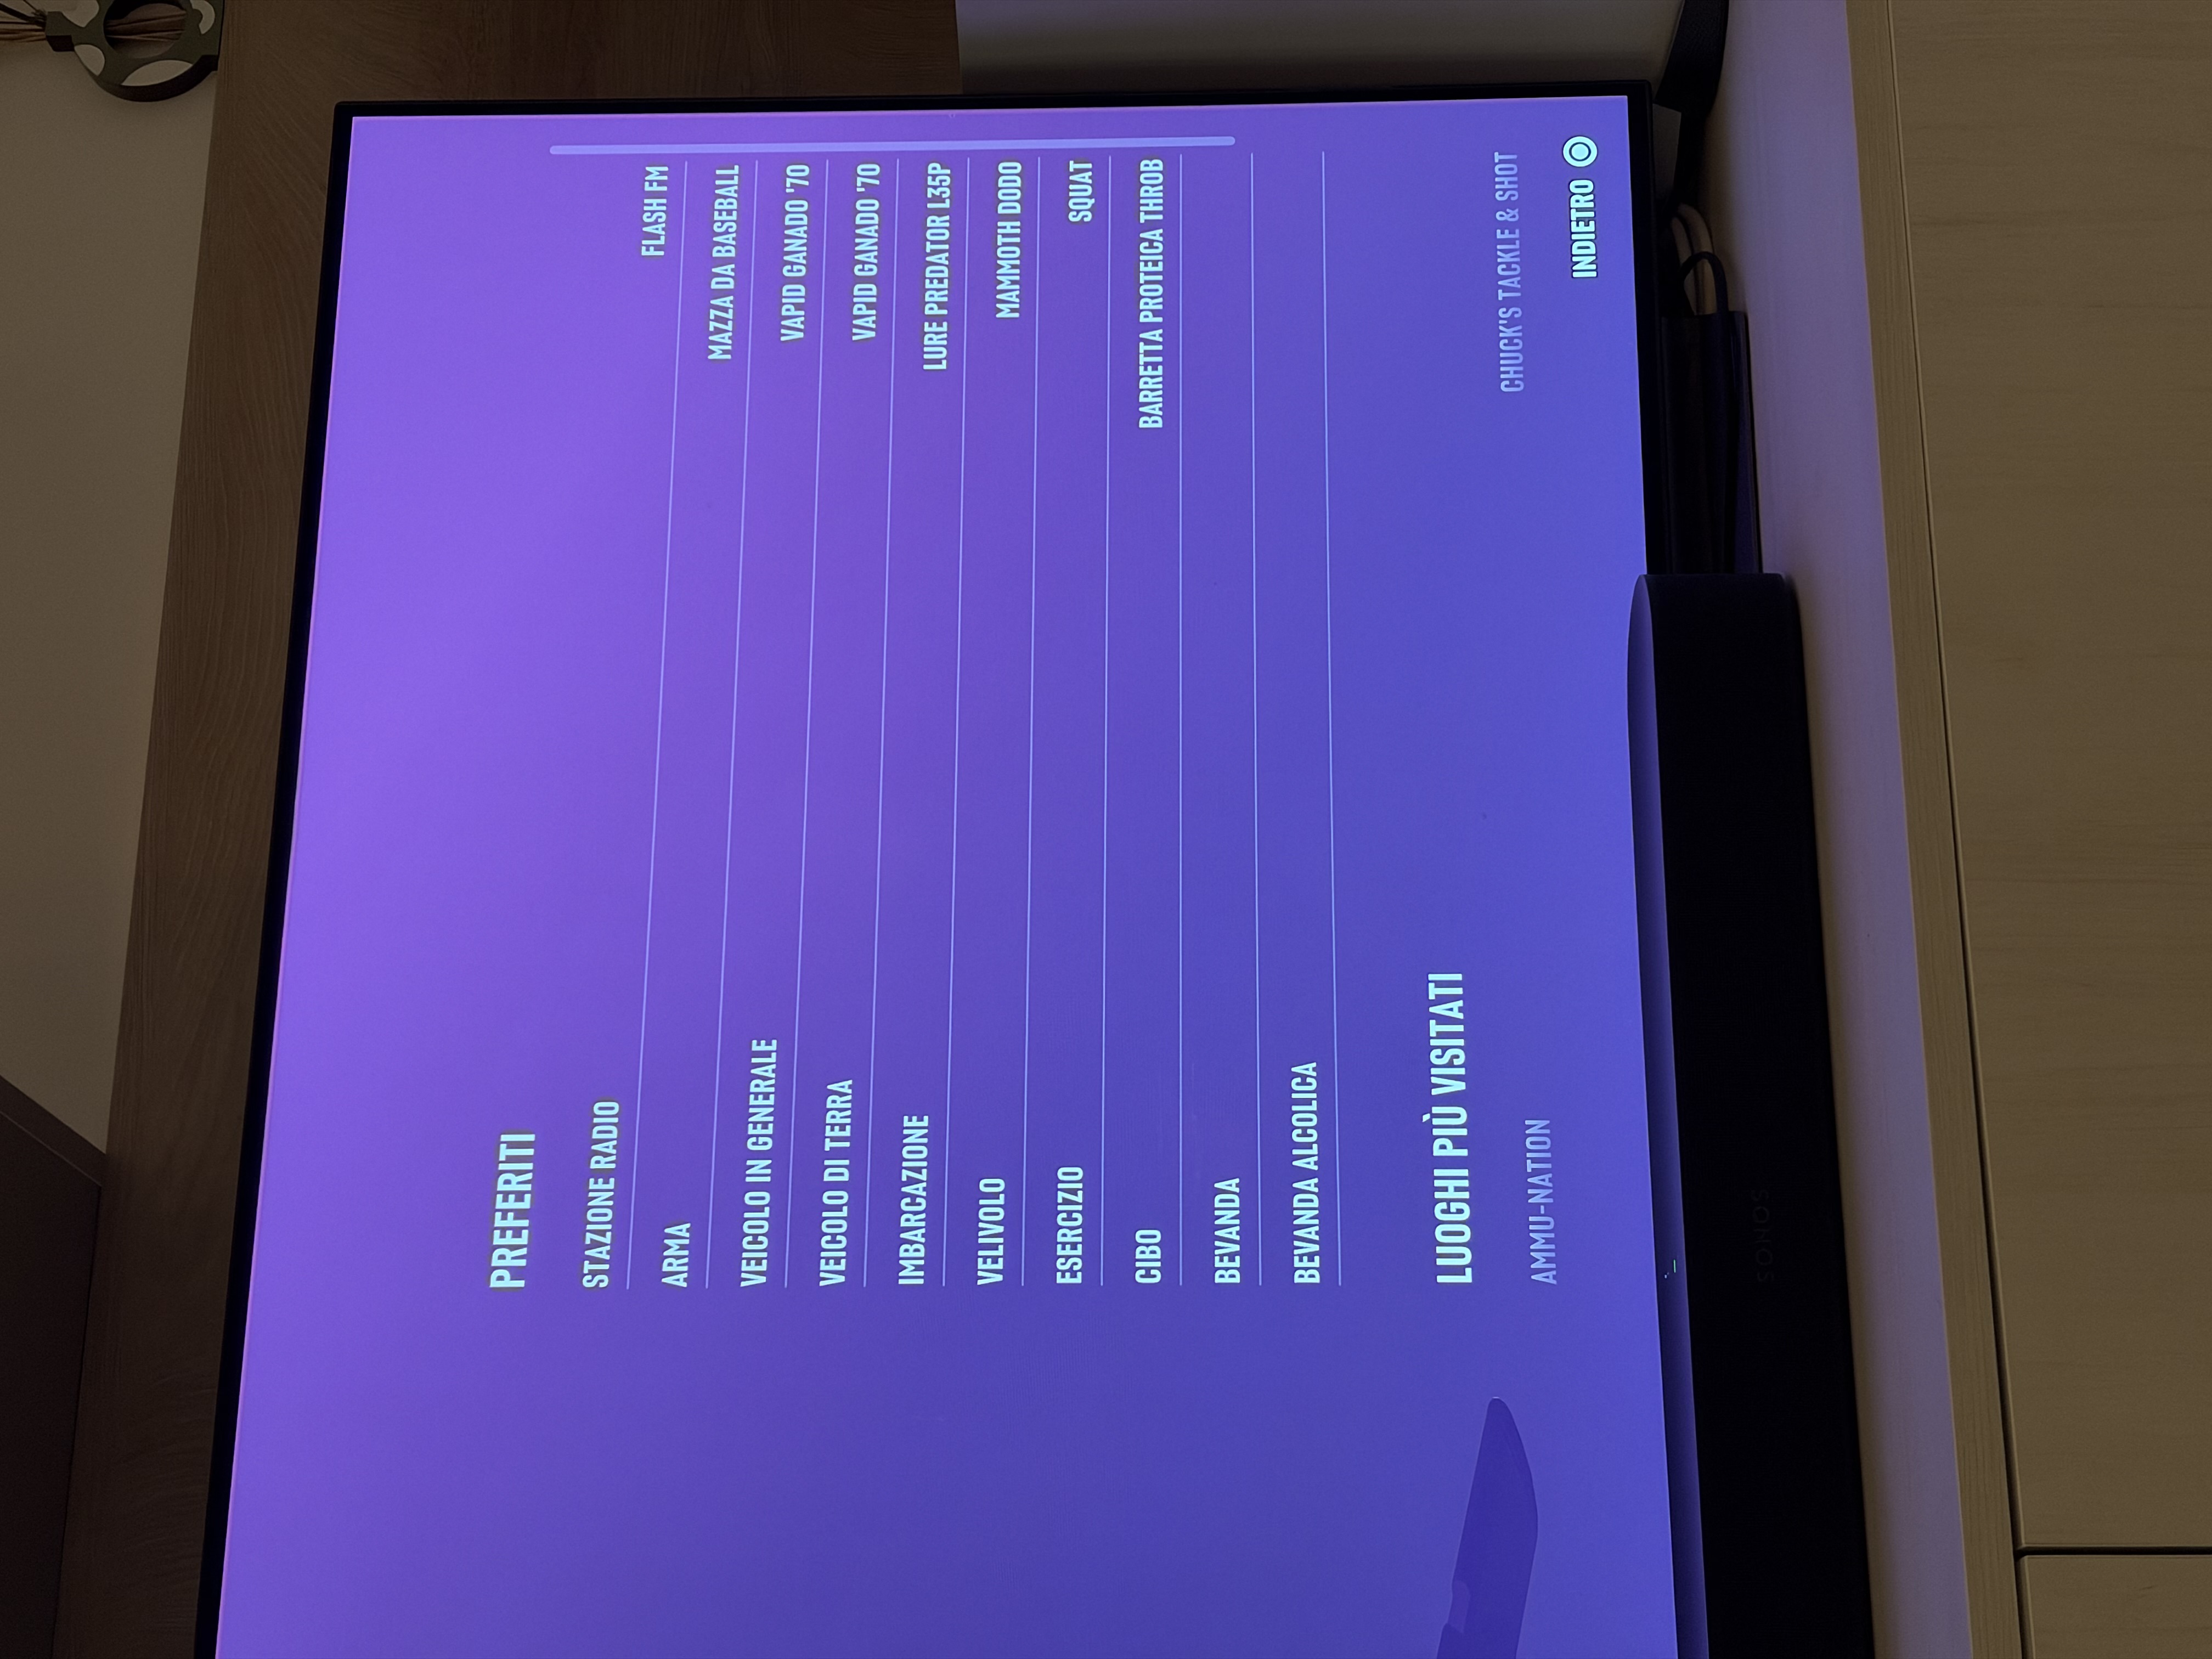 PREFERITI
STAZIONE RADIO FLASH FM
ARMA MAZZA DA BASEBALL
VEICOLO IN GENERALE VAPID GANADO '70
VEICOLO DI TERRA VAPID GANADO '70
IMBARCAZIONE LURE PREDATOR L35P
VELIVOLO MAMMOTH DODO
ESERCIZIO SQUAT
CIBO BARRETTA PROTEICA THROB
BEVANDA
BEVANDA ALCOLICA
LUOGHI PIÙ VISITATI
AMMU-NATION CHUCK'S TACKLE & SHOT
INDIETRO
SONOS